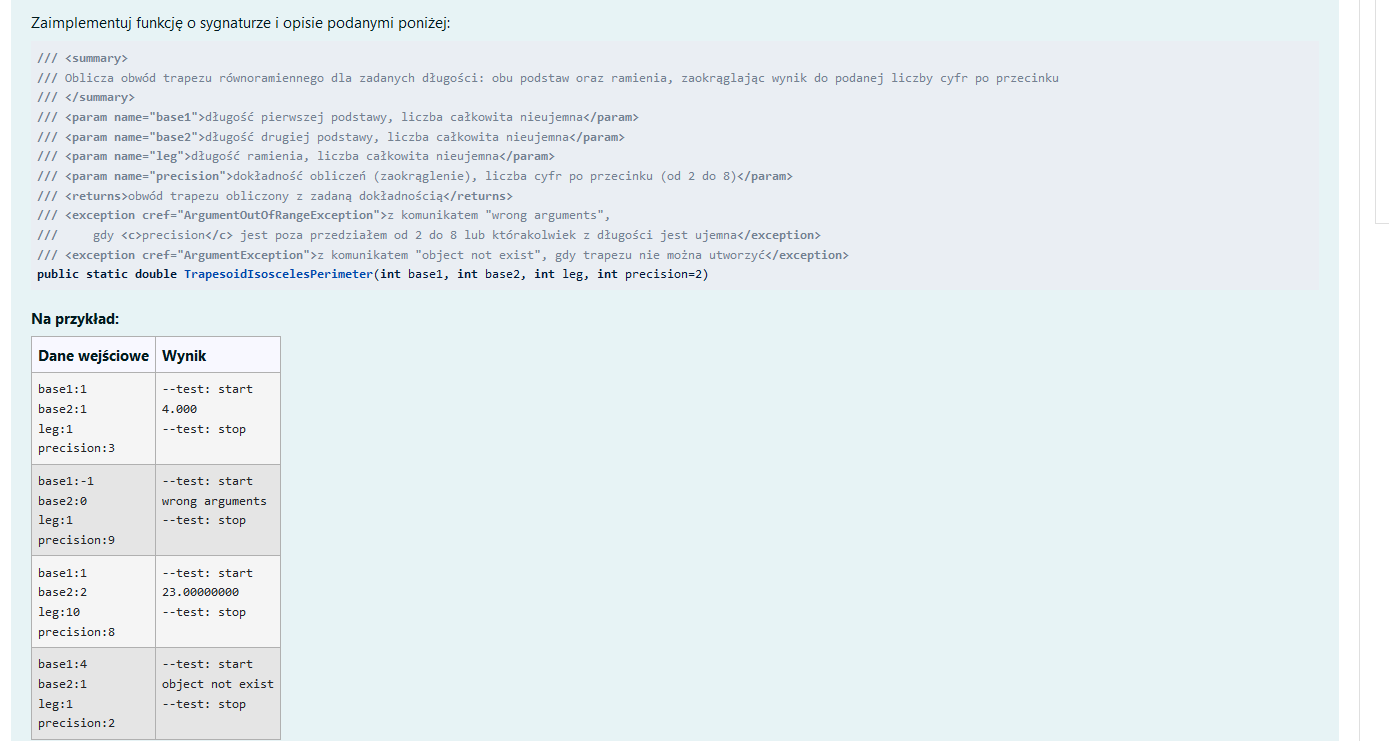 Zaimplementuj funkcję o sygnaturze i opisie podanymi poniżej:
/// <summary>
/// Oblicza obwód trapezu równoramiennego dla zadanych długości: obu podstaw oraz ramienia, zaokrąglając wynik do podanej liczby cyfr po przecinku
/// </summary>
/// <param name="base1">długość pierwszej podstawy, liczba całkowita nieujemna</param>
/// <param name="base2">długość drugiej podstawy, liczba całkowita nieujemna</param>
/// <param name="leg">długość ramienia, liczba całkowita nieujemna</param>
/// <param name="precision">dokładność obliczeń (zaokrąglenie), liczba cyfr po przecinku (od 2 do 8)</param>
/// <returns>obwód trapezu obliczony z zadaną dokładnością</returns>
/// <exception cref="ArgumentOutOfRangeException">z komunikatem "wrong arguments",
///     gdy <c>precision</c> jest poza przedziałem od 2 do 8 lub którakolwiek z długości jest ujemna</exception>
/// <exception cref="ArgumentException">z komunikatem "object not exist", gdy trapezu nie można utworzyć</exception>
public static double TrapesoidIsoscelesPerimeter(int base1, int base2, int leg, int precision=2)
Na przykład:
Dane wejściowe Wynik
base1:1 --test: start
base2:1 4.000
leg:1 --test: stop
precision:3
base1:-1 --test: start
base2:0 wrong arguments
leg:1 --test: stop
precision:9
base1:1 --test: start
base2:2 23.00000000
leg:10 --test: stop
precision:8
base1:4 --test: start
base2:1 object not exist
leg:1 --test: stop
precision:2